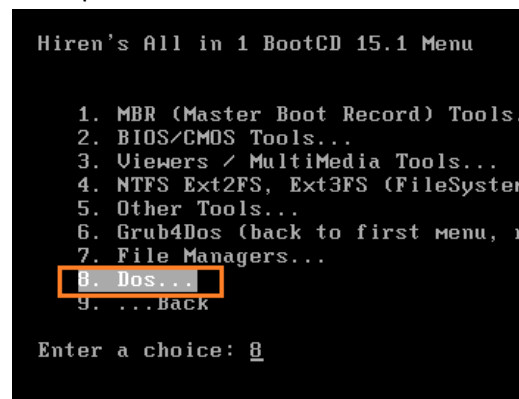 Hiren's All in 1 BootCD 15.1 Menu
1. MBR (Master Boot Record) Tools.
2. BIOS/CMOS Tools...
3. Viewers / MultiMedia Tools...
4. NTFS Ext2FS, Ext3FS (FileSystem
5. Other Tools...
6. Grub4Dos (back to first menu,
7. File Managers...
8. Dos...
9. ...Back
Enter a choice: 8